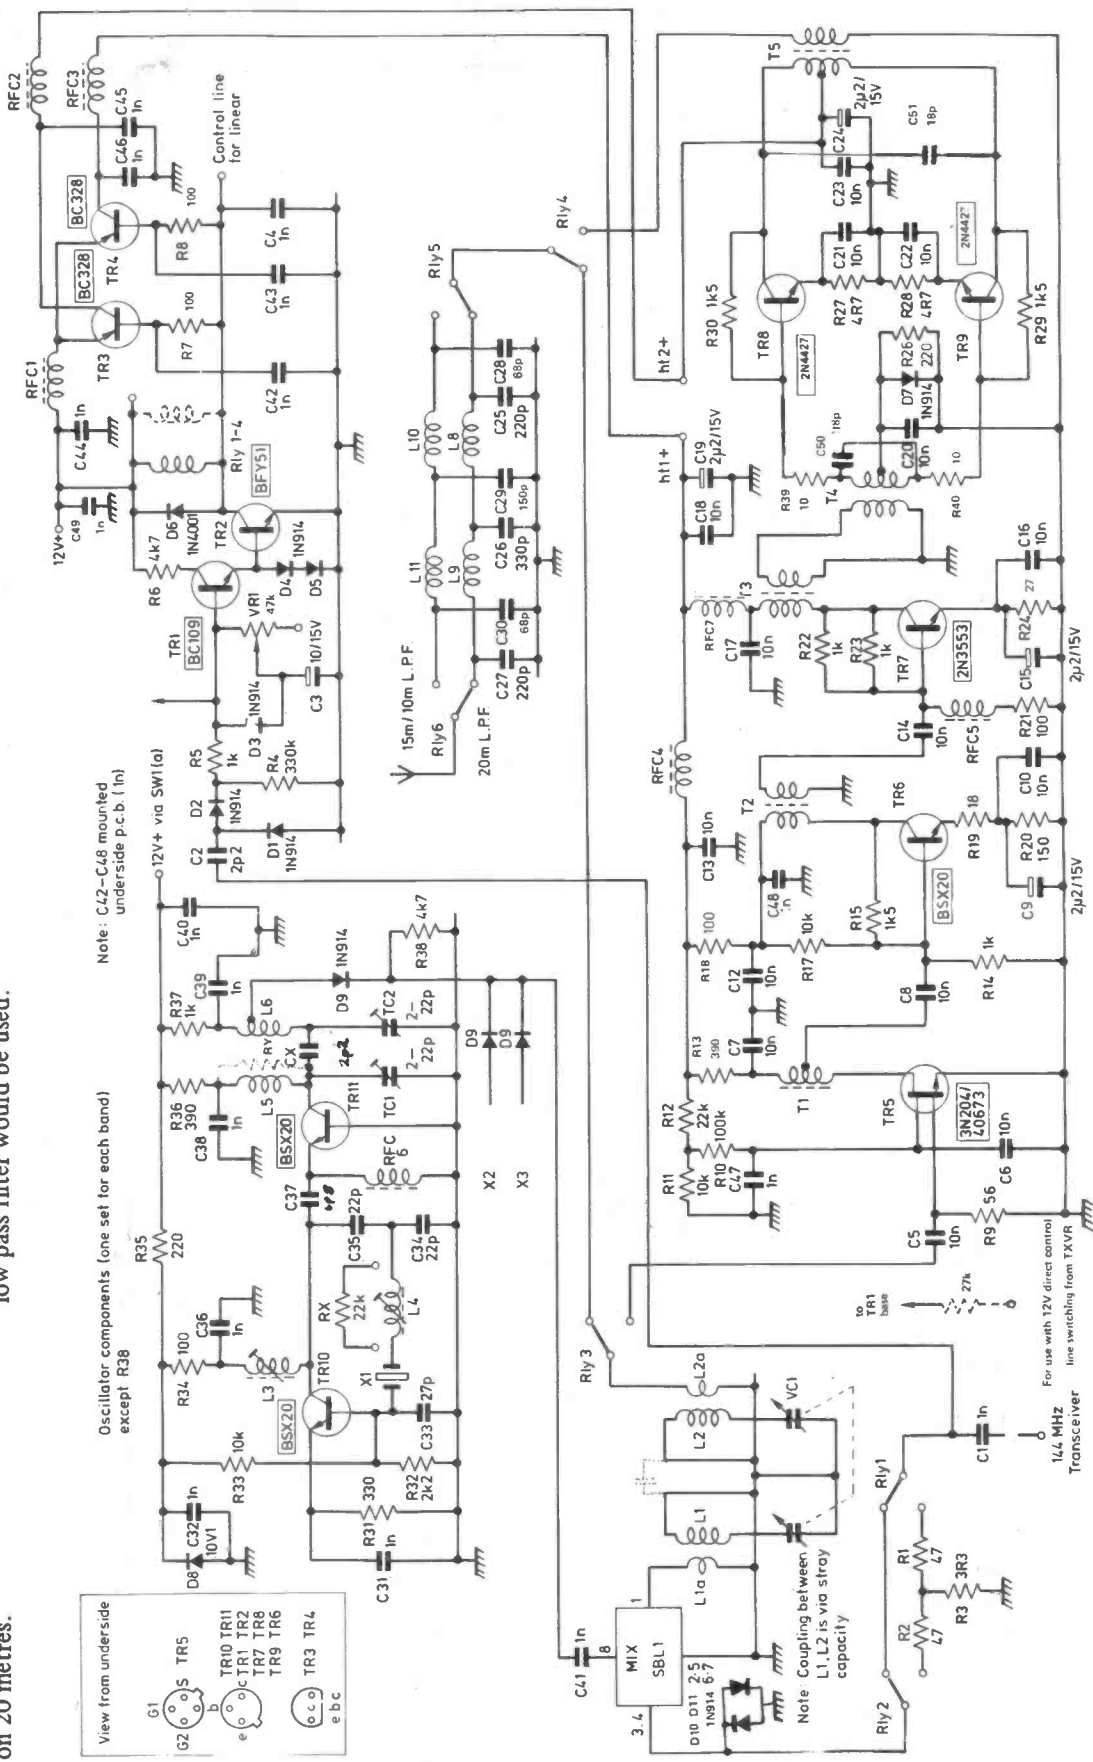 on 20 metres.
low pass filter would be used.
View from underside
G1
G2
S
TR5
b
e
c
TR10 TR11
TR1 TR2
TR7 TR8
TR9 TR6
e b c
TR3 TR4
Oscillator components (one set for each band)
except R38
Note: C42-C48 mounted
underside p.c.b. (1n)
12V+ via SW1(a)
D8
10V1
C32
1n
R33
10k
R34
100
C36
1n
L3
R35
220
R36
390
C38
1n
L5
RY
R37
1k
C39
1n
C40
1n
L6
CX
2p2
BSX20
TR10
X1
RX
22k
L4
C31
1n
R31
330
R32
2k2
C33
27p
C34
22p
C35
22p
C37
RFC
6
BSX20
TR11
TC1
2-
22p
TC2
2-
22p
D9
1N914
R38
4k7
X2
D9
X3
D9
C2
2p2
D1
1N914
D2
1N914
R5
1k
R4
330k
D3
1N914
C3
10/15V
TR1
BC109
VR1
47k
R6
4k7
D4
1N914
D5
TR2
BFY51
D6
1N4001
12V+
C49
1n
C44
1n
Rly 1-4
RFC1
TR3
BC328
TR4
BC328
R7
100
R8
100
C42
1n
C43
1n
C4
1n
C46
1n
C45
1n
RFC2
RFC3
Control line
for linear
15m/10m L.P.F.
Rly6
20m L.P.F.
L11
L10
L9
L8
C27
220p
C30
68p
C26
330p
C29
150p
C25
220p
C28
68p
Rly5
Rly4
C41
1n
8
MIX
SBL1
1
3.4
2·5
6·7
D10 D11
1N914
L1a
L1
L2
L2a
VC1
Note: Coupling between
L1,L2 is via stray
capacity
Rly 3
Rly1
Rly2
R1
47
R2
47
R3
3R3
C1
1n
144 MHz
Transceiver
to
TR1
base
27k
For use with 12V direct control
line switching from TXVR
C5
10n
R9
56
C6
10n
TR5
3N204/
40673
R11
10k
R10
100k
R12
22k
C47
1n
R13
390
C7
10n
T1
C12
10n
R18
100
R17
10k
C8
10n
R14
1k
R15
1k5
C48
1n
C13
10n
RFC4
T2
TR6
BSX20
R19
18
R20
150
C9
2µ2/15V
C10
10n
C14
10n
RFC5
R21
100
TR7
2N3553
R22
1k
R23
1k
C17
10n
RFC7
T3
R24
27
C15
2µ2/15V
C16
10n
ht1+
C18
10n
C19
2µ2/15V
ht2+
T4
R39
10
R40
10
C50
18p
C20
10n
D7
1N914
R26
220
TR8
2N4427
TR9
2N4427
R30 1k5
R29 1k5
R27
4R7
R28
4R7
C21
10n
C22
10n
C23
10n
C24
2µ2/
15V
C51
18p
T5